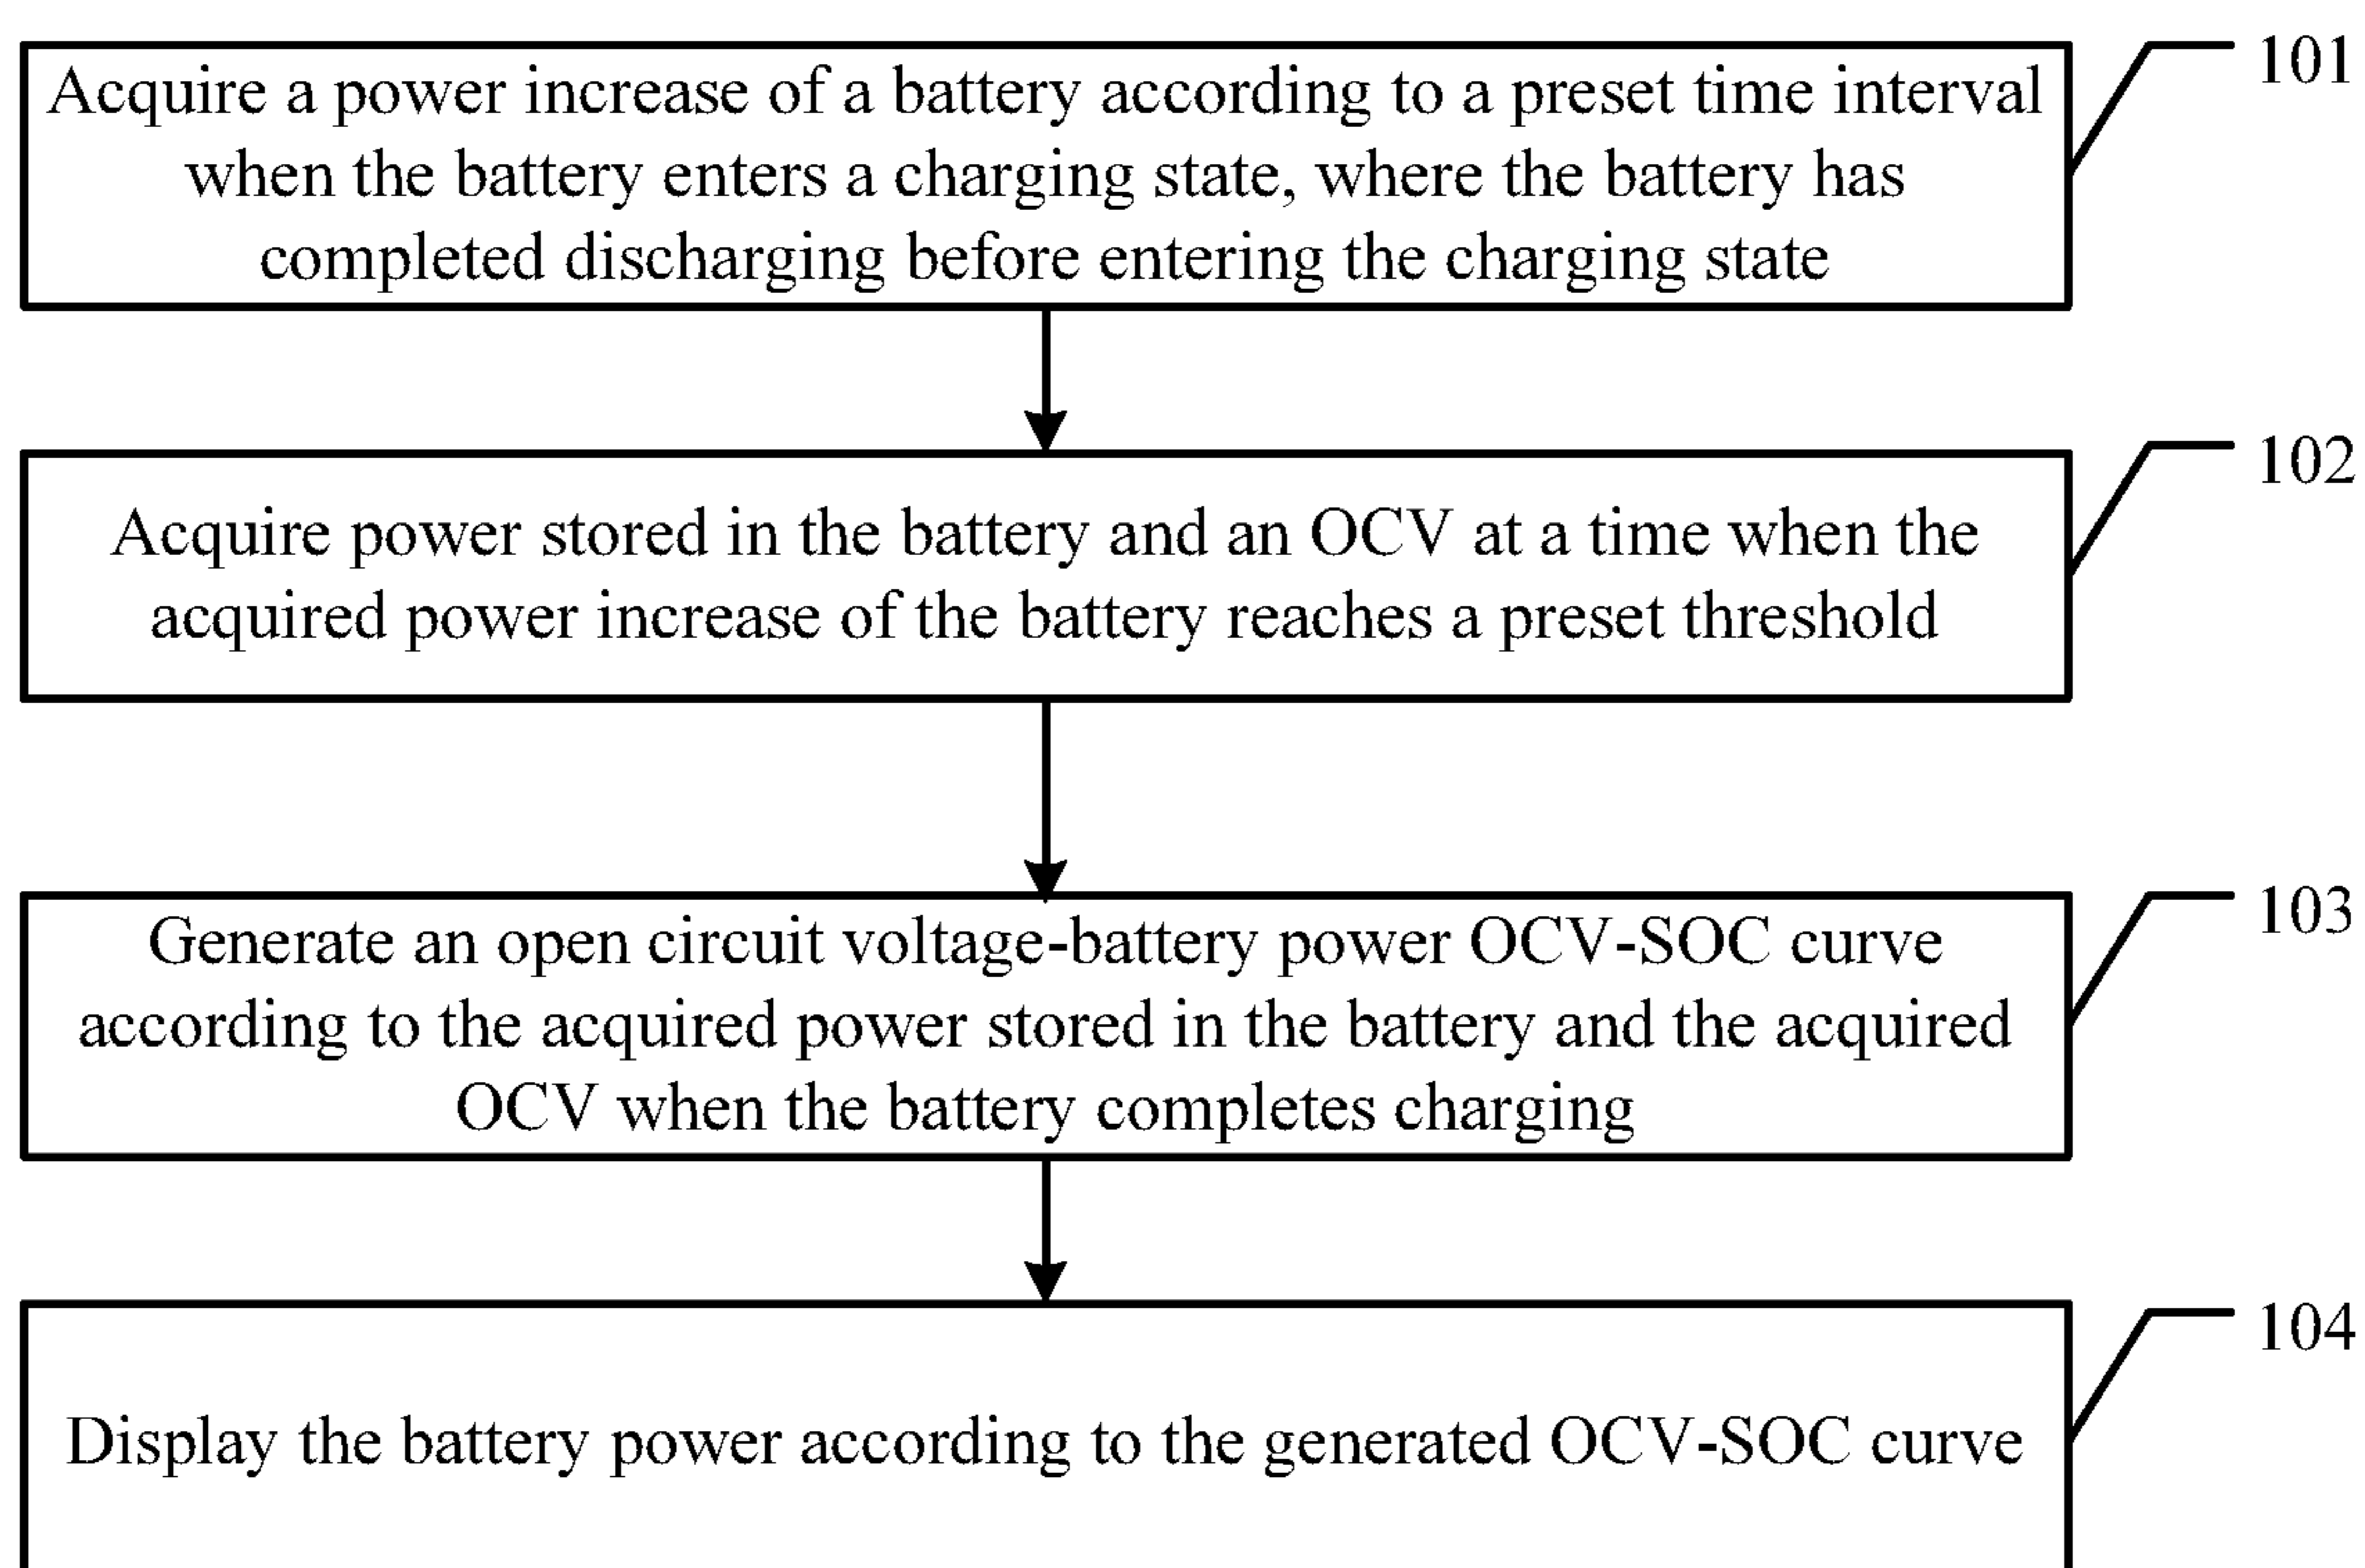 Acquire a power increase of a battery according to a preset time interval
when the battery enters a charging state, where the battery has
completed discharging before entering the charging state
101
Acquire power stored in the battery and an OCV at a time when the
acquired power increase of the battery reaches a preset threshold
102
Generate an open circuit voltage-battery power OCV-SOC curve
according to the acquired power stored in the battery and the acquired
OCV when the battery completes charging
103
Display the battery power according to the generated OCV-SOC curve
104